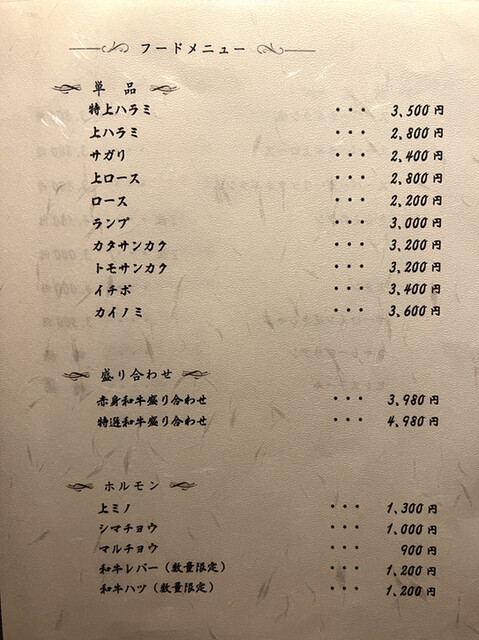 フードメニュー
単品
特上ハラミ ・・・ 3,500円
上ハラミ ・・・ 2,800円
サガリ ・・・ 2,400円
上ロース ・・・ 2,800円
ロース ・・・ 2,200円
ランプ ・・・ 3,000円
カタサンカク ・・・ 3,200円
トモサンカク ・・・ 3,200円
イチボ ・・・ 3,400円
カイノミ ・・・ 3,600円
盛り合わせ
赤身和牛盛り合わせ ・・・ 3,980円
特選和牛盛り合わせ ・・・ 4,980円
ホルモン
上ミノ ・・・ 1,300円
シマチョウ ・・・ 1,000円
マルチョウ ・・・ 900円
和牛レバー（数量限定） ・・・ 1,200円
和牛ハツ（数量限定） ・・・ 1,200円